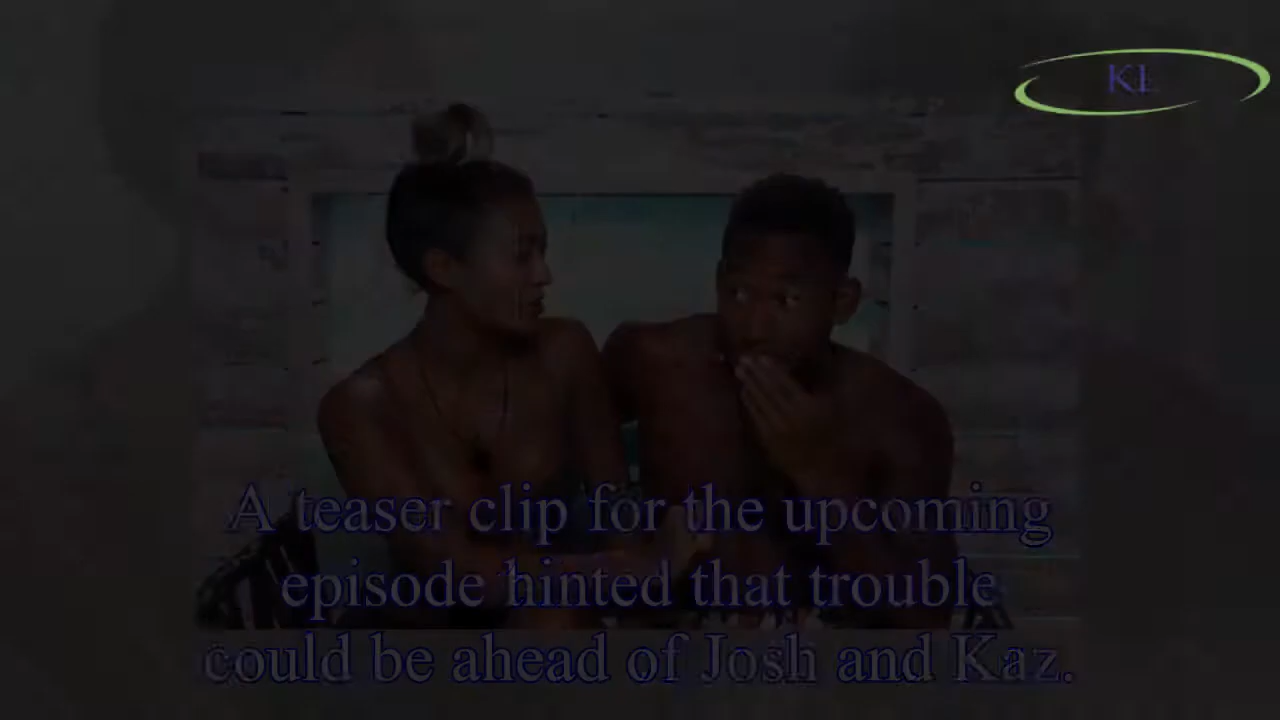 KL
A teaser clip for the upcoming
episode hinted that trouble
could be ahead of Josh and Kaz.